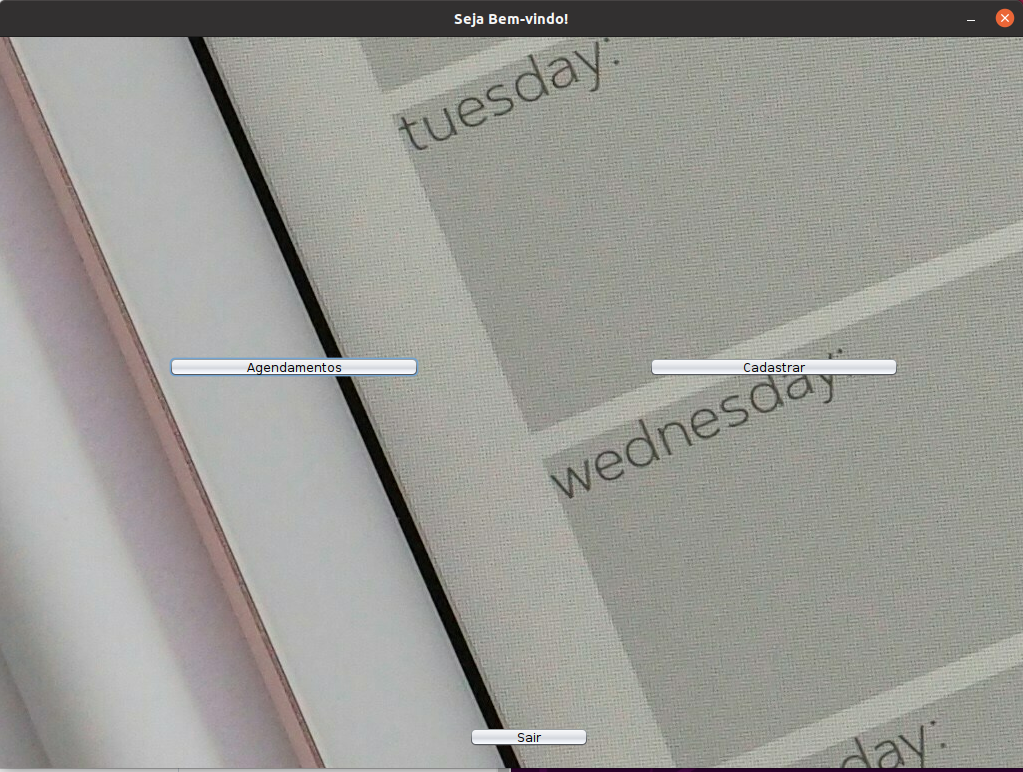 Seja Bem-vindo!
tuesday:
Agendamentos
Cadastrar
wednesday:
Sair
day: